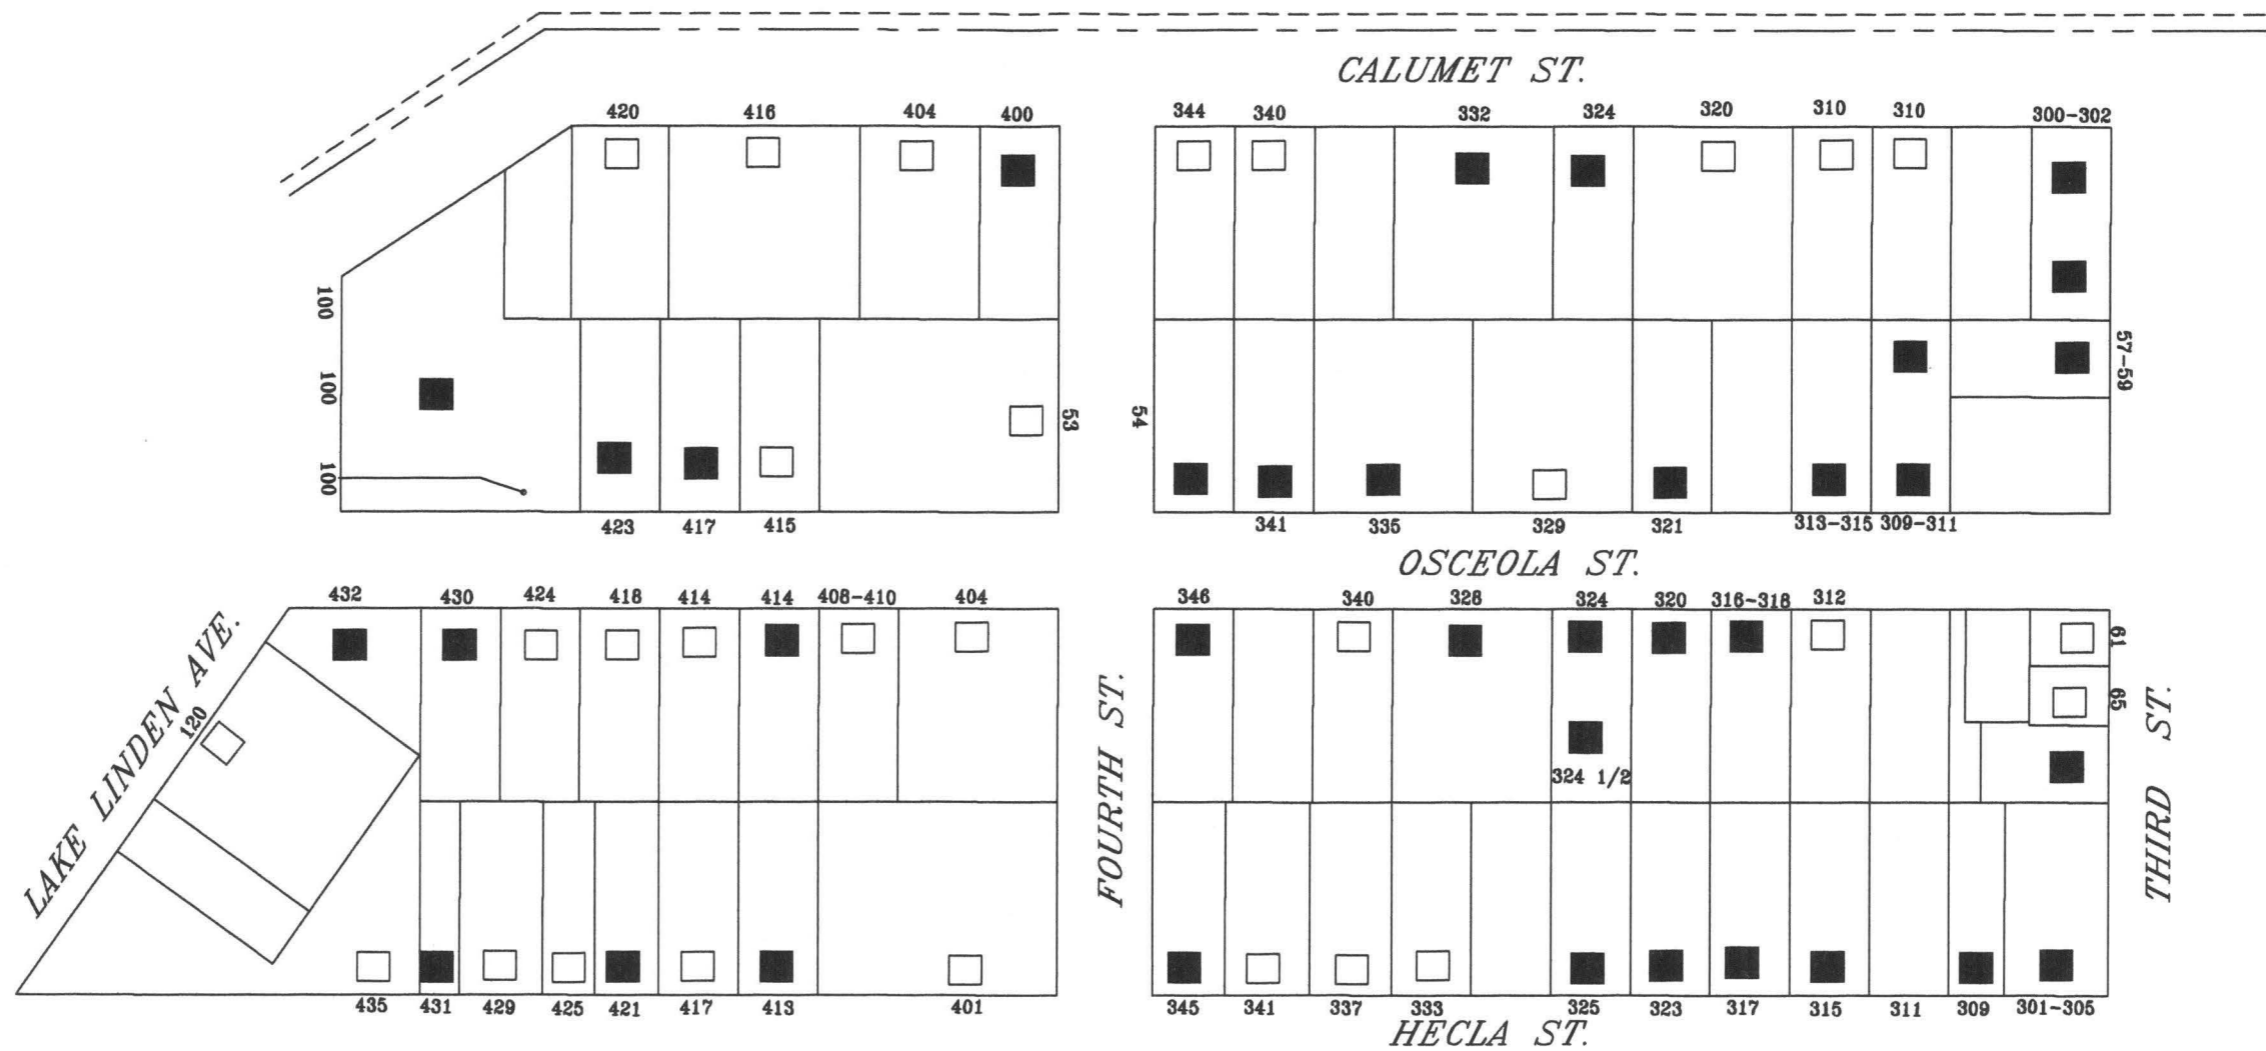 CALUMET ST.
420 416 404 400 344 340 332 324 320 310 310 300-302
100
100
100
53
54
57-59
423 417 415 341 335 329 321 313-315 309-311
OSCEOLA ST.
432 430 424 418 414 414 408-410 404 346 340 328 324 320 316-318 312
61
65
LAKE LINDEN AVE.
120
FOURTH ST.
324 1/2
THIRD ST.
435 431 429 425 421 417 413 401 345 341 337 333 325 323 317 315 311 309 301-305
HECLA ST.